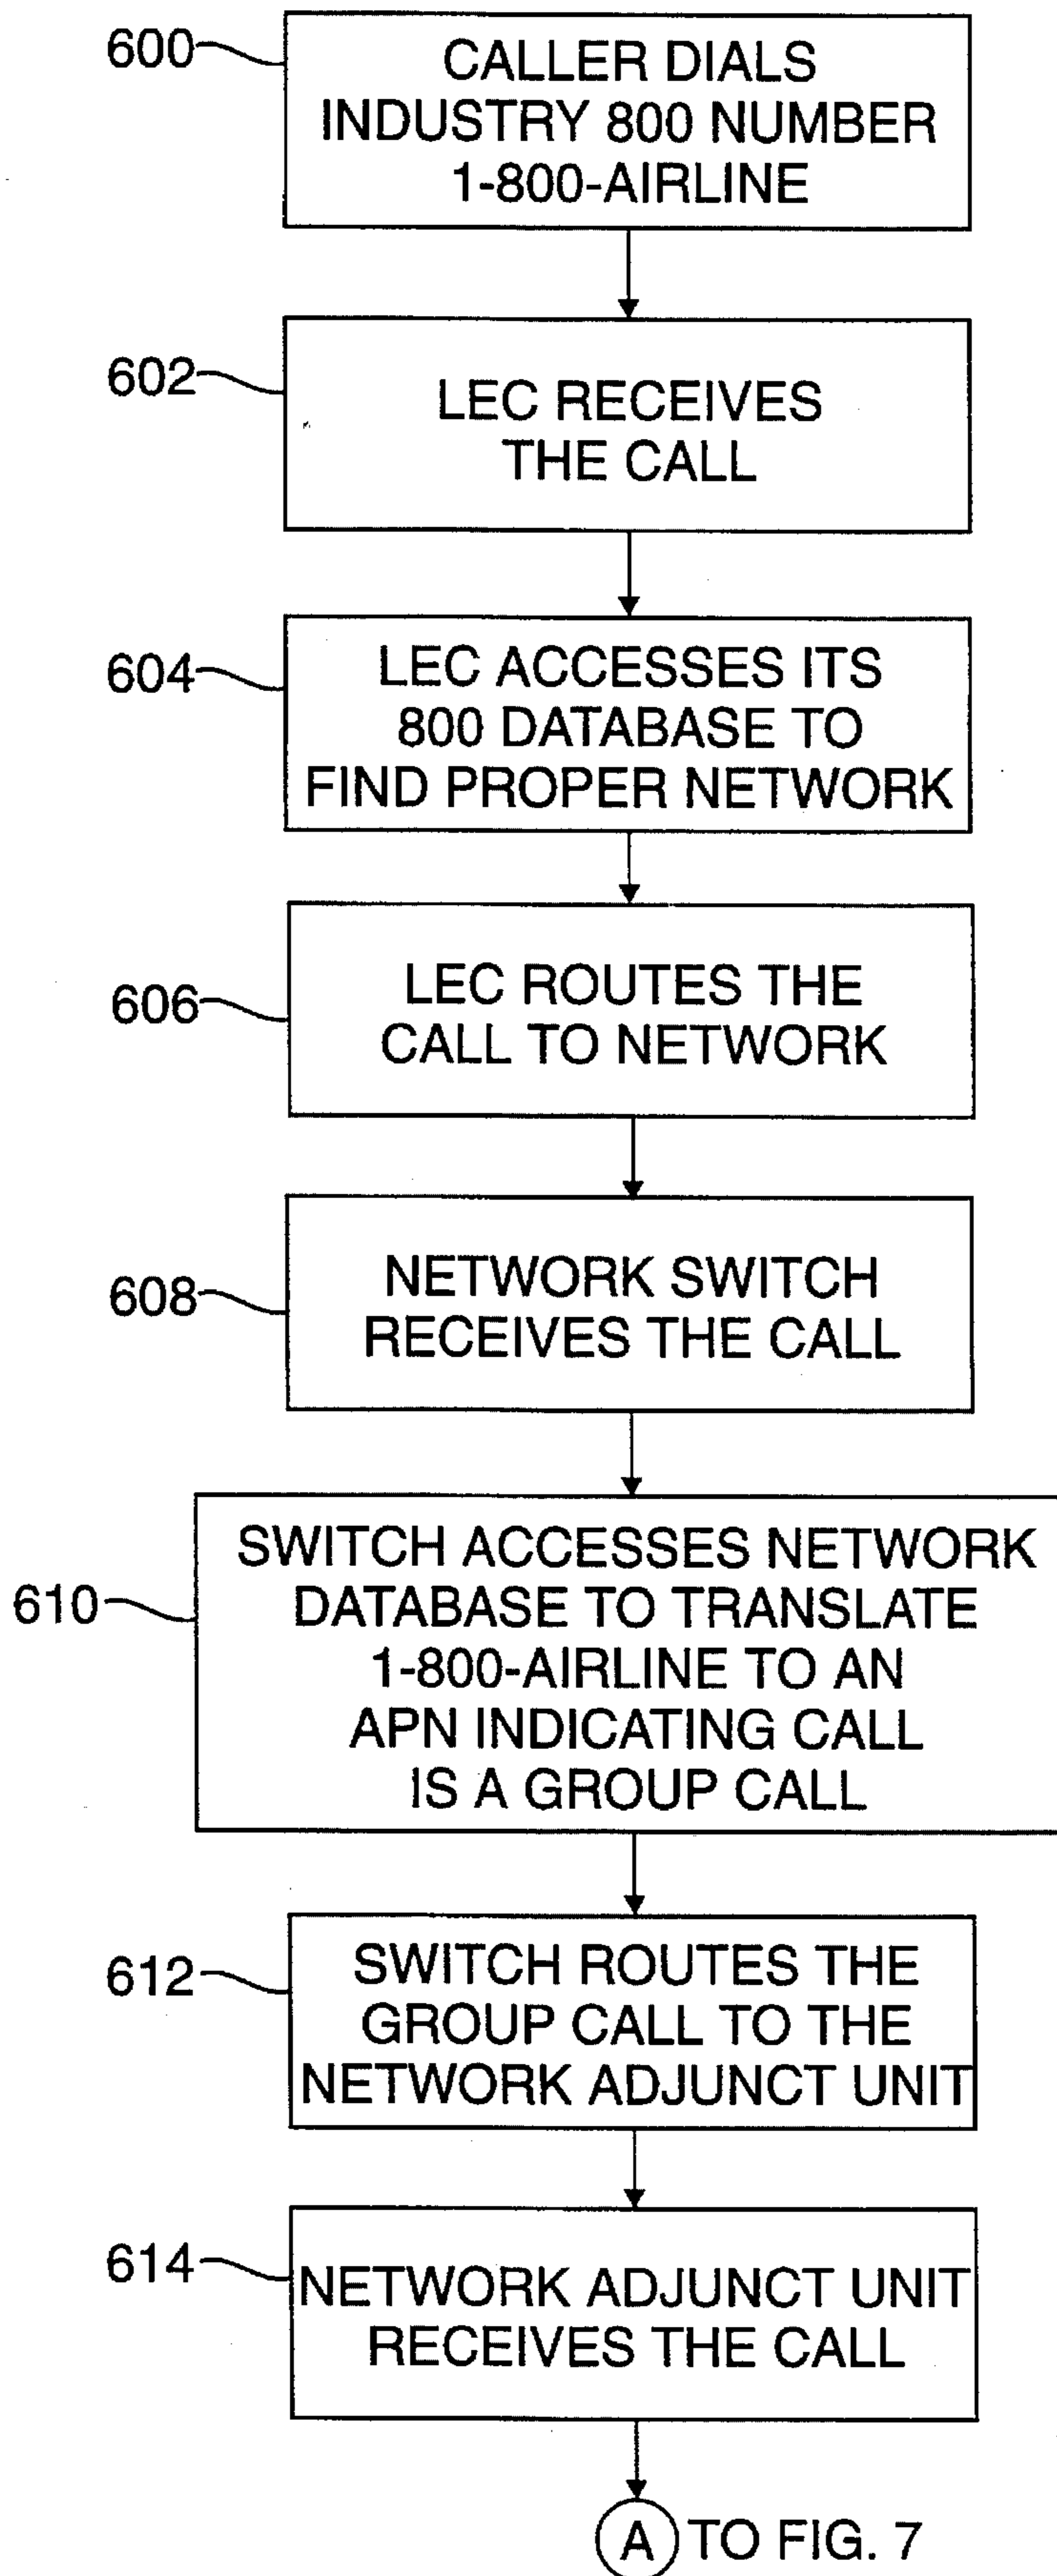 600
CALLER DIALS
INDUSTRY 800 NUMBER
1-800-AIRLINE
602
LEC RECEIVES
THE CALL
604
LEC ACCESSES ITS
800 DATABASE TO
FIND PROPER NETWORK
606
LEC ROUTES THE
CALL TO NETWORK
608
NETWORK SWITCH
RECEIVES THE CALL
610
SWITCH ACCESSES NETWORK
DATABASE TO TRANSLATE
1-800-AIRLINE TO AN
APN INDICATING CALL
IS A GROUP CALL
612
SWITCH ROUTES THE
GROUP CALL TO THE
NETWORK ADJUNCT UNIT
614
NETWORK ADJUNCT UNIT
RECEIVES THE CALL
A TO FIG. 7